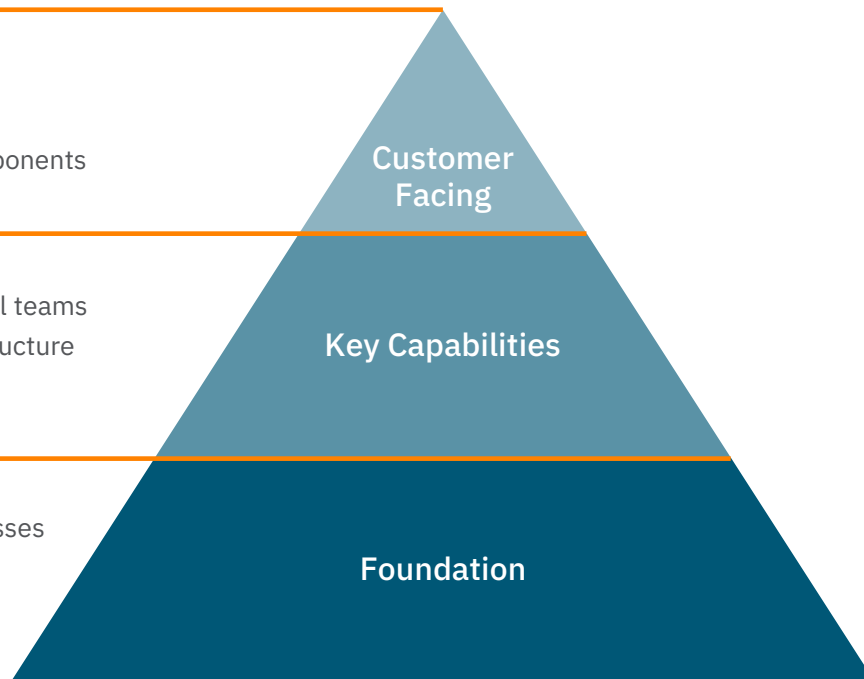 ponents
Customer
Facing
l teams
ucture
Key Capabilities
sses
Foundation